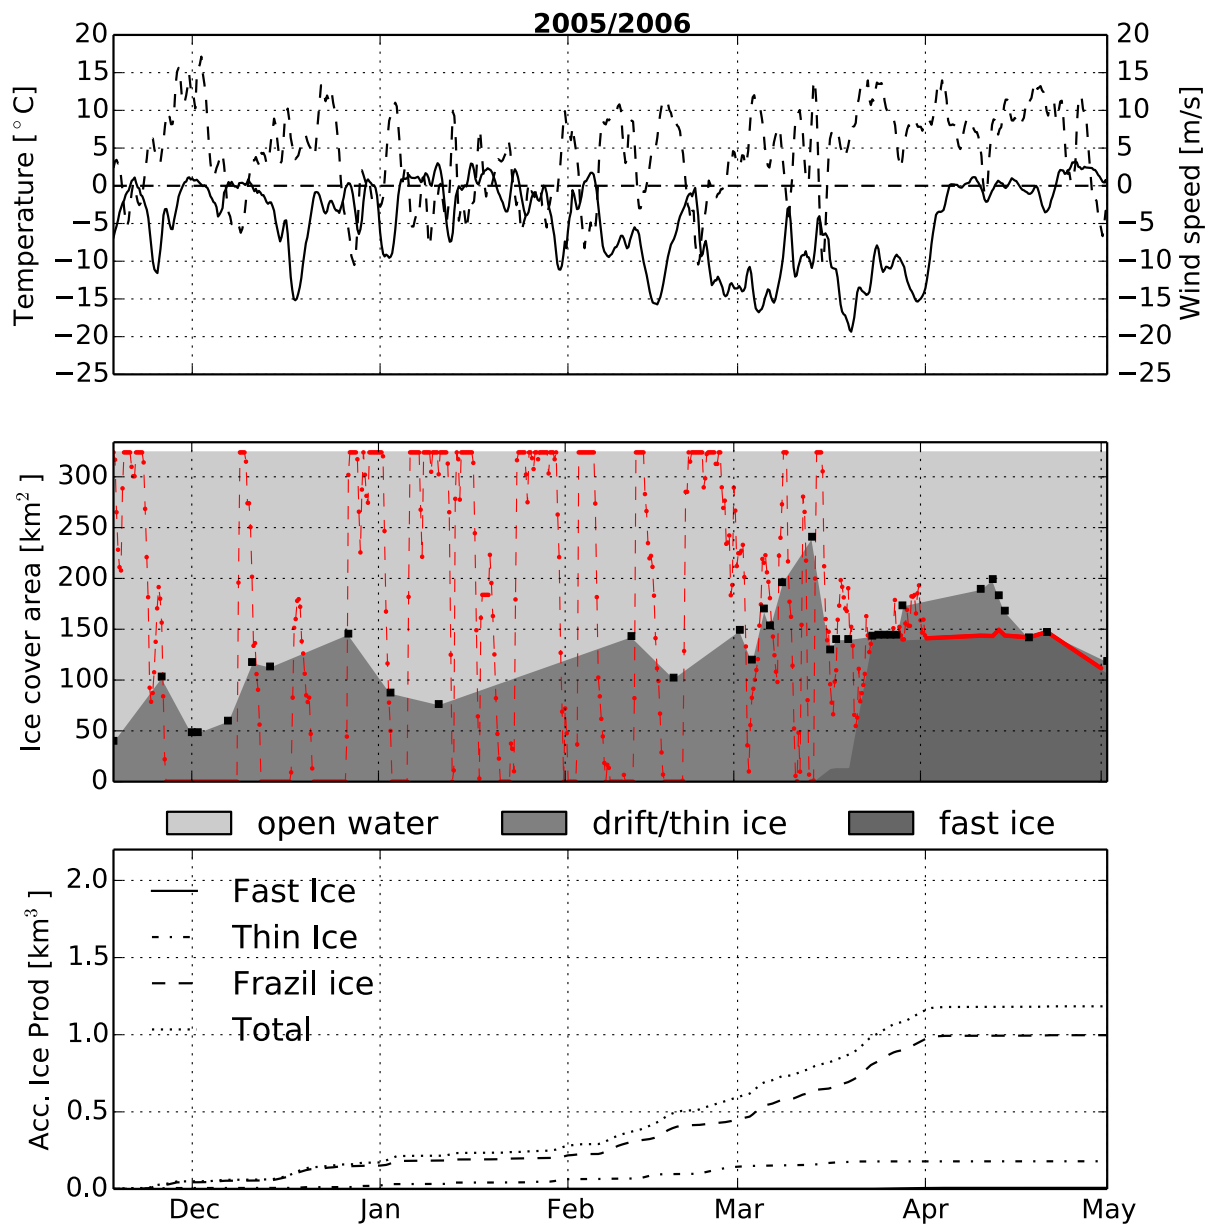 2005/2006
Temperature [ °C]
20
15
10
5
0
−5
−10
−15
−20
−25
20
15
10
5
0
−5
−10
−15
−20
−25
Wind speed [m/s]
Ice cover area [km²]
300
250
200
150
100
50
0
open water
drift/thin ice
fast ice
Acc. Ice Prod [km³ ]
2.0
1.5
1.0
0.5
0.0
Fast Ice
Thin Ice
Frazil ice
Total
Dec Jan Feb Mar Apr May